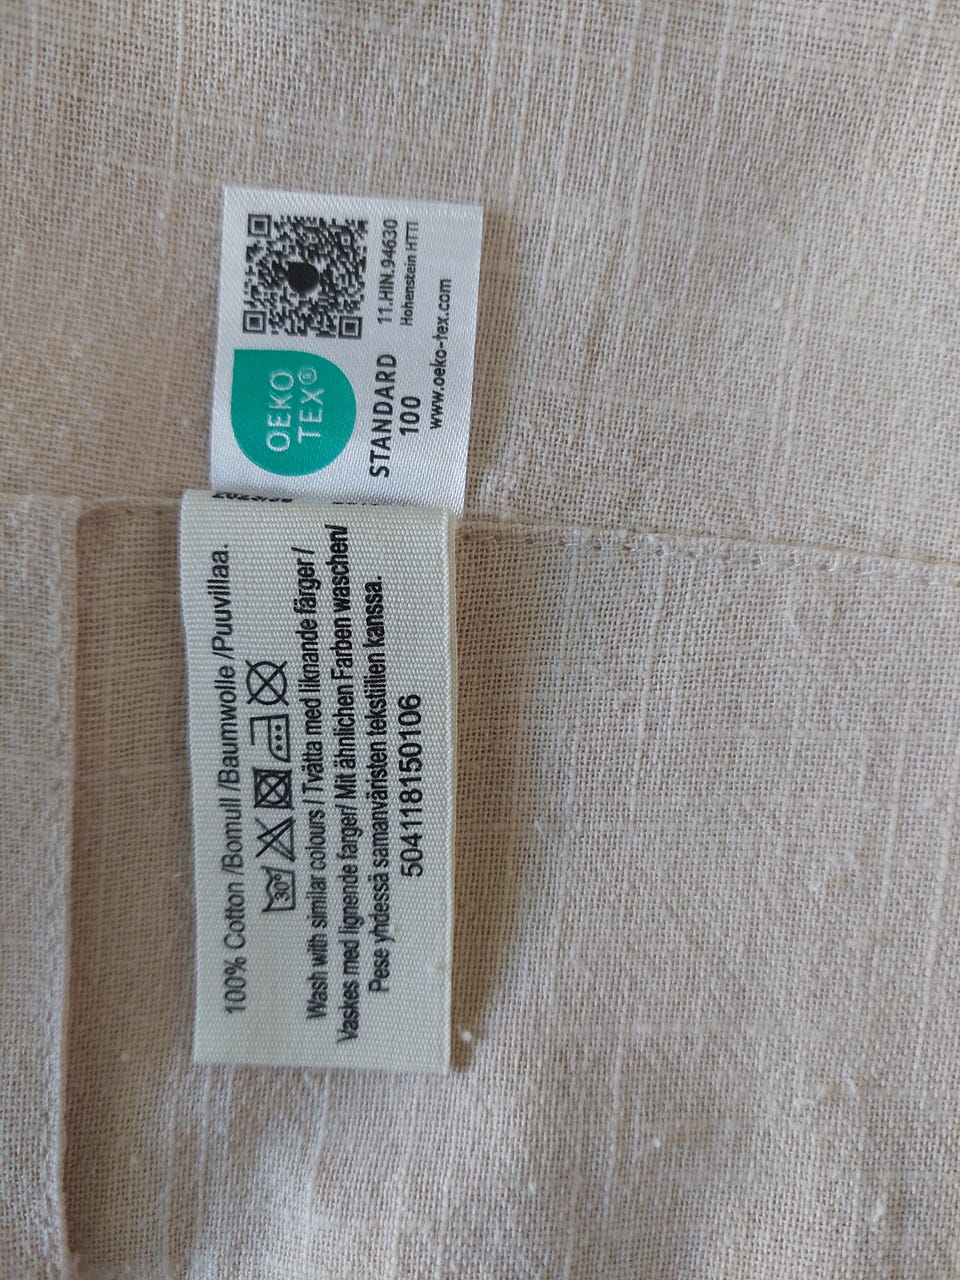 OEKO
TEX®
STANDARD
100
11.HIN.94630
Hohenstein HTTI
www.oeko-tex.com
100% Cotton /Bomull /Baumwolle /Puuvillaa.
30°
Wash with similar colours / Tvätta med liknande färger /
Vaskes med lignende farger/ Mit ähnlichen Farben waschen/
Pese yhdessä samanväristen tekstiilien kanssa.
504118150106